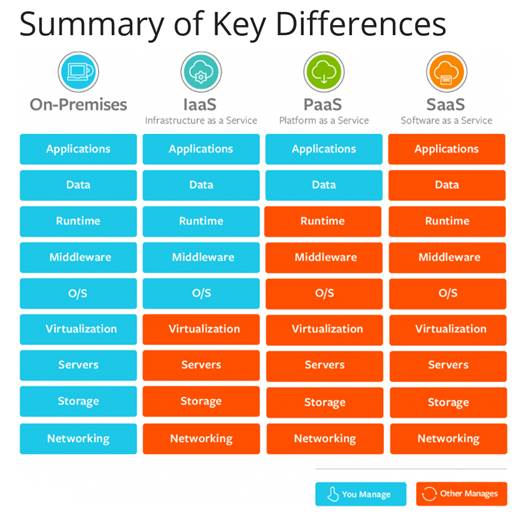 Summary of Key Differences
On-Premises IaaS PaaS SaaS
Infrastructure as a Service Platform as a Service Software as a Service
Applications Applications Applications Applications
Data Data Data Data
Runtime Runtime Runtime Runtime
Middleware Middleware Middleware Middleware
O/S O/S O/S O/S
Virtualization Virtualization Virtualization Virtualization
Servers Servers Servers Servers
Storage Storage Storage Storage
Networking Networking Networking Networking
You Manage Other Manages